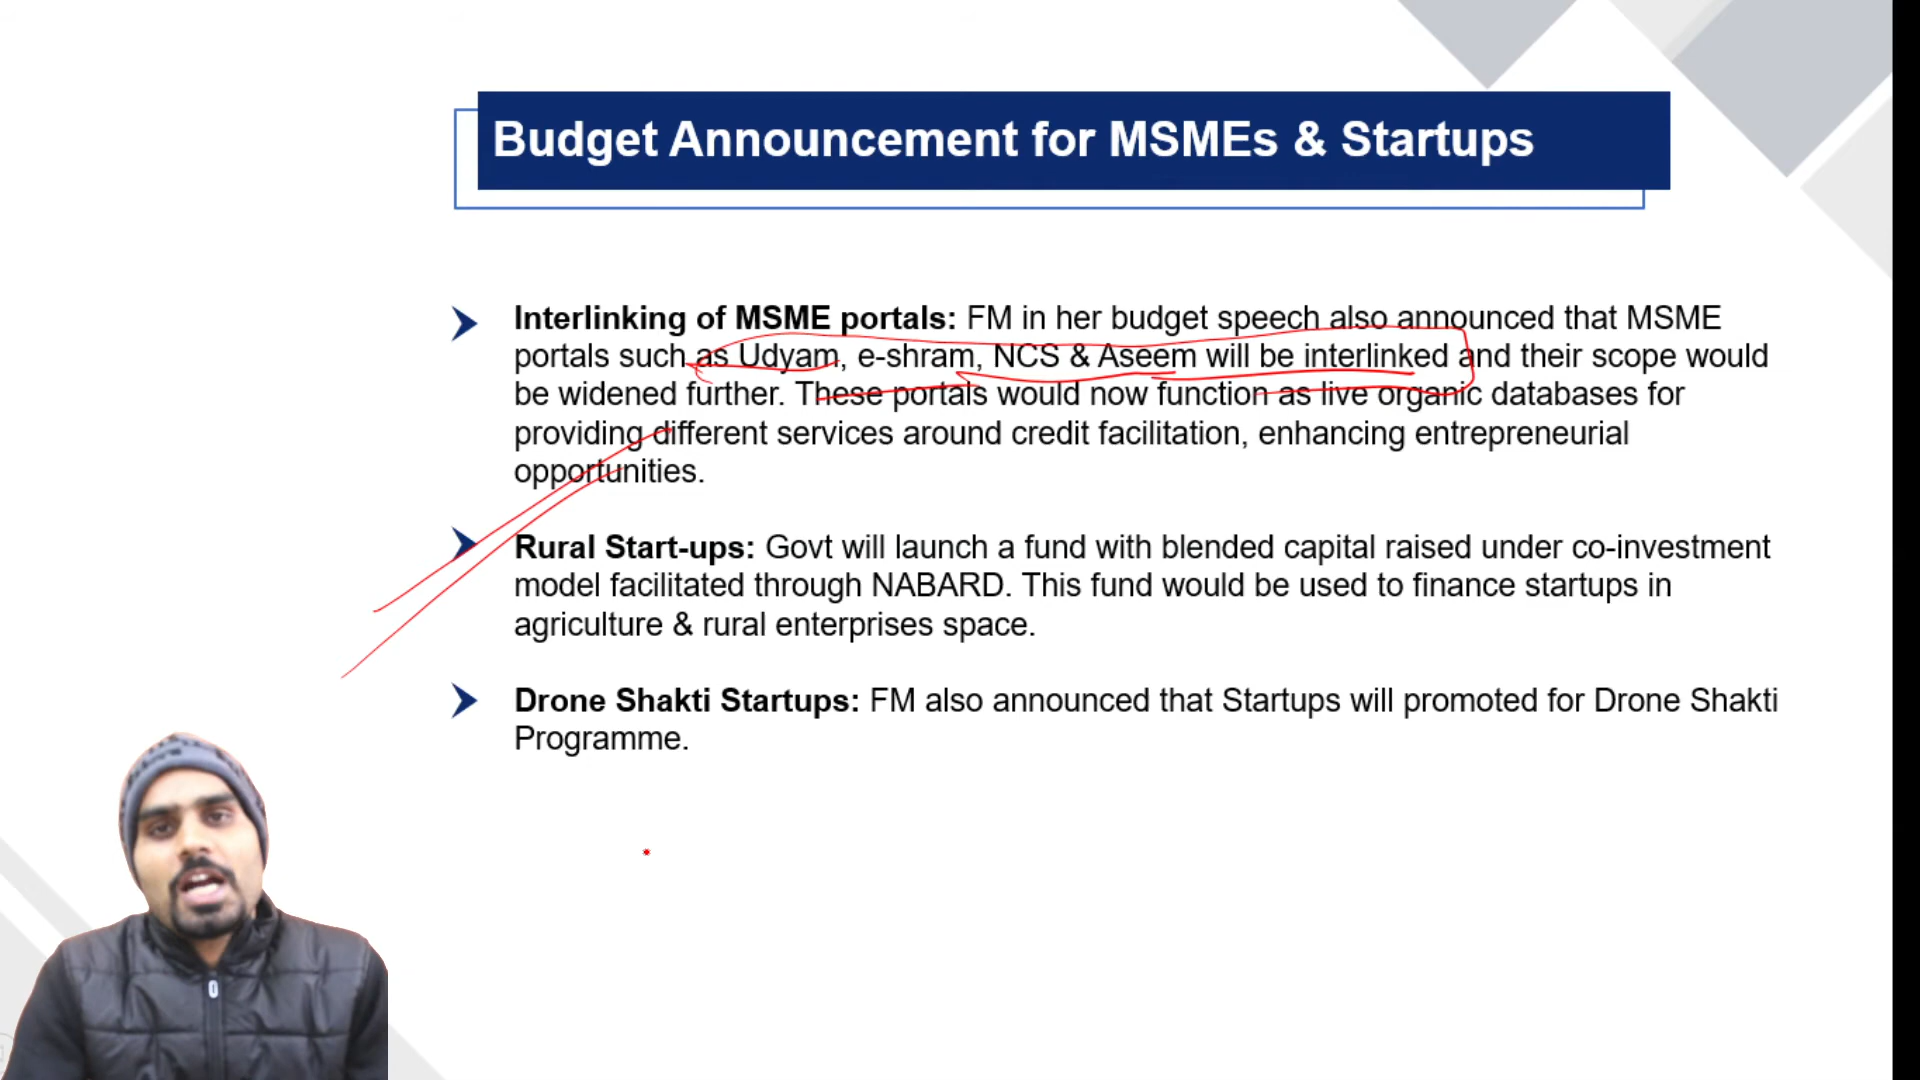 Budget Announcement for MSMEs & Startups
Interlinking of MSME portals: FM in her budget speech also announced that MSME
portals such as Udyam, e-shram, NCS & Aseem will be interlinked and their scope would
be widened further. These portals would now function as live organic databases for
providing different services around credit facilitation, enhancing entrepreneurial
opportunities.
Rural Start-ups: Govt will launch a fund with blended capital raised under co-investment
model facilitated through NABARD. This fund would be used to finance startups in
agriculture & rural enterprises space.
Drone Shakti Startups: FM also announced that Startups will promoted for Drone Shakti
Programme.